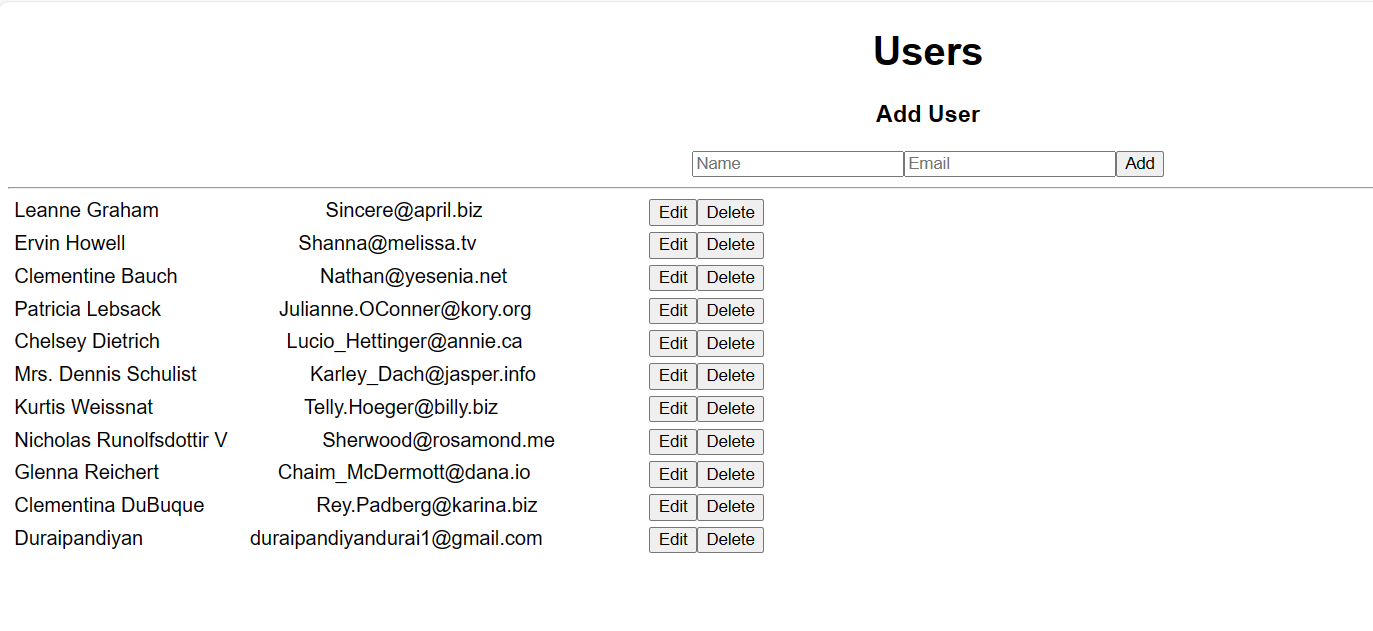 Users
Add User
Name Email Add
Leanne Graham Sincere@april.biz Edit Delete
Ervin Howell Shanna@melissa.tv Edit Delete
Clementine Bauch Nathan@yesenia.net Edit Delete
Patricia Lebsack Julianne.OConner@kory.org Edit Delete
Chelsey Dietrich Lucio_Hettinger@annie.ca Edit Delete
Mrs. Dennis Schulist Karley_Dach@jasper.info Edit Delete
Kurtis Weissnat Telly.Hoeger@billy.biz Edit Delete
Nicholas Runolfsdottir V Sherwood@rosamond.me Edit Delete
Glenna Reichert Chaim_McDermott@dana.io Edit Delete
Clementina DuBuque Rey.Padberg@karina.biz Edit Delete
Duraipandiyan duraipandiyandurai1@gmail.com Edit Delete